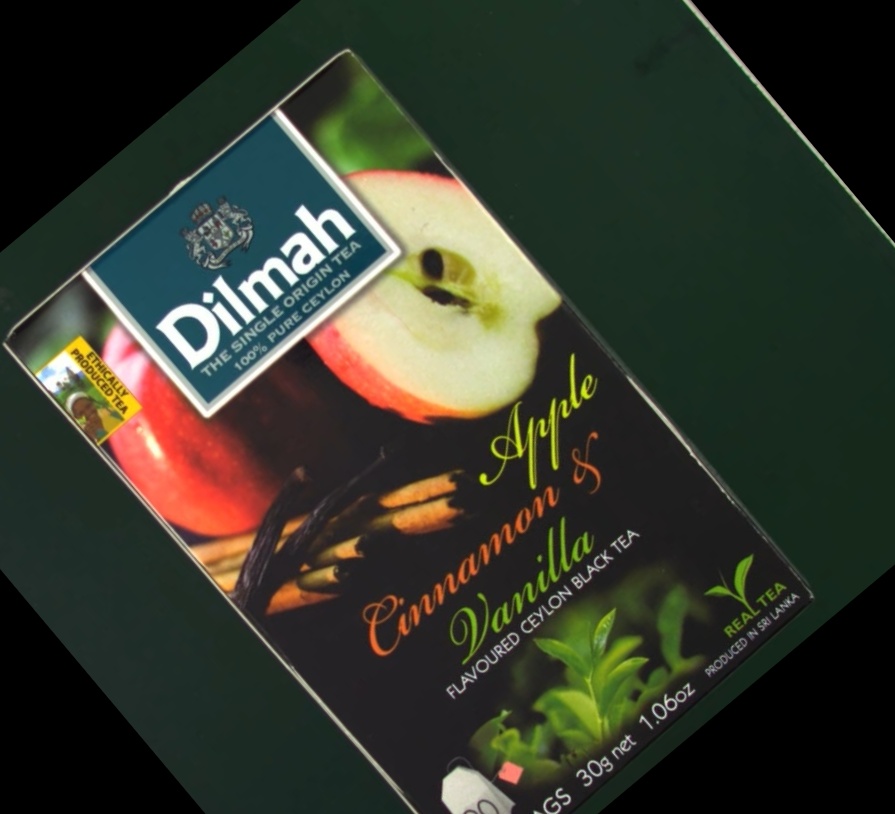 Dilmah
THE SINGLE ORIGIN TEA
100% PURE CEYLON
ETHICALLY
PRODUCED TEA
Apple
Cinnamon &
Vanilla
FLAVOURED CEYLON BLACK TEA
REAL TEA
PRODUCED IN SRI LANKA
30g net 1.06oz